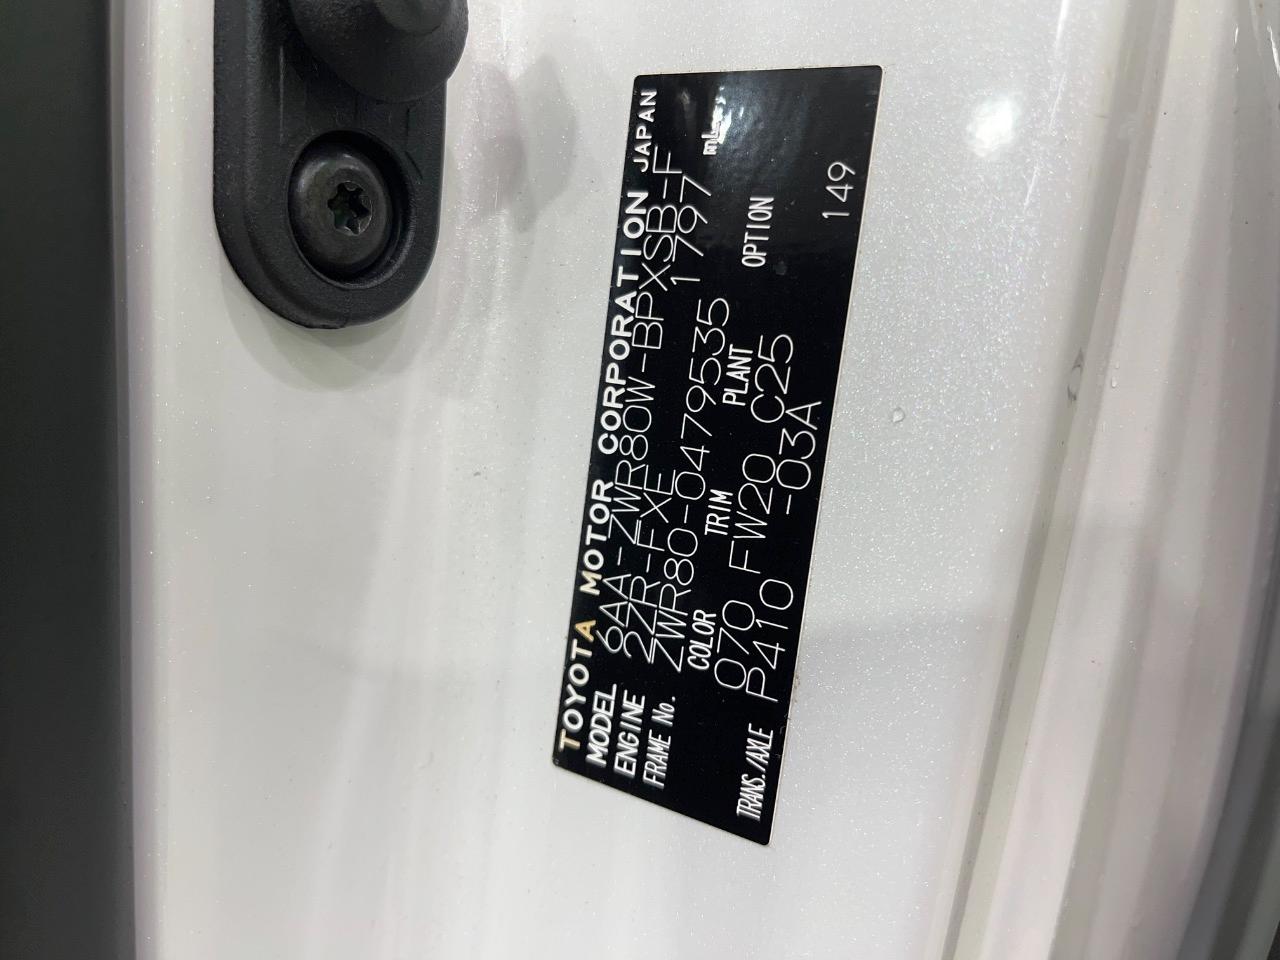 TOYOTA MOTOR CORPORATION JAPAN
MODEL 6AA-ZWR80W-BPXSB-F
ENGINE 2ZR-FXE 1797 mL
FRAME No. ZWR80-0479535
COLOR TRIM PLANT OPTION
070 FW20 C25
TRANS./AXLE P410 -03A 149